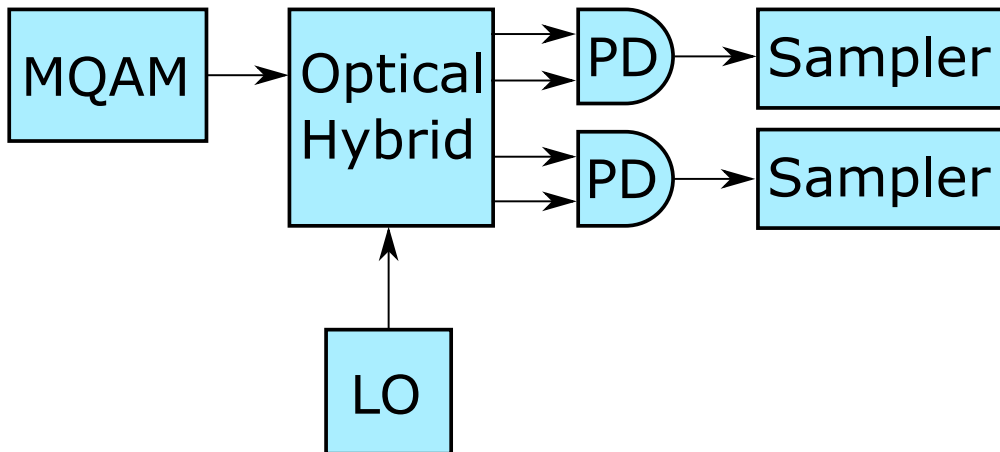 MQAM
Optical
Hybrid
PD
Sampler
PD
Sampler
LO